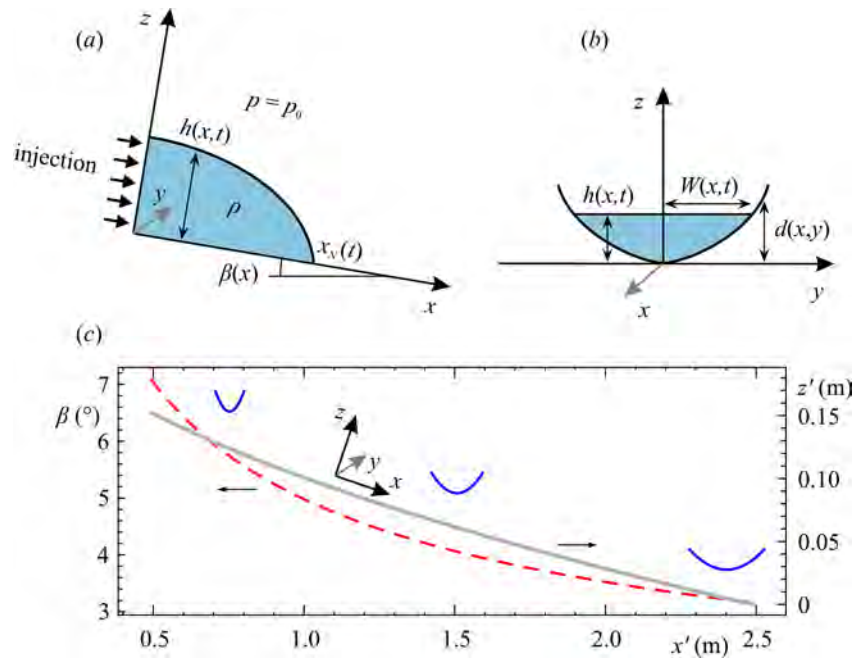 (a)
z
p = p₀
h(x,t)
injection
y
ρ
x_N(t)
β(x)
x
(b)
z
h(x,t)
W(x,t)
d(x,y)
x
y
(c)
7
β (°)
6
5
4
3
z
y
x
z′(m)
0.15
0.10
0.05
0
0.5
1.0
1.5
2.0
x′(m)
2.5